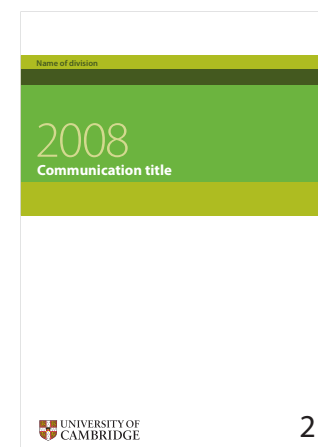 Name of division
2008
Communication title
UNIVERSITY OF
CAMBRIDGE
2